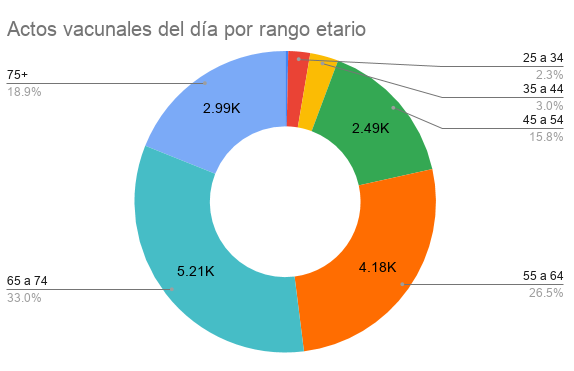 Actos vacunales del día por rango etario
25 a 34
2.3%
35 a 44
3.0%
45 a 54
15.8%
55 a 64
26.5%
65 a 74
33.0%
75+
18.9%
2.99K
2.49K
4.18K
5.21K